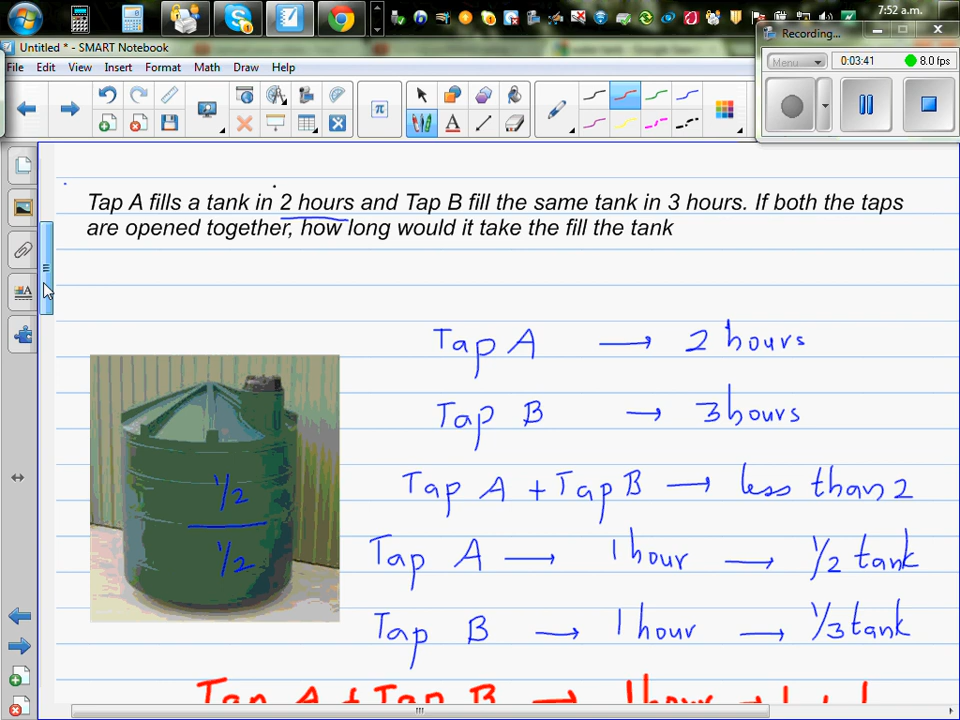 7:52 a.m.
Untitled * - SMART Notebook
Recording...
File Edit View Insert Format Math Draw Help
Menu 0:03:41 8.0 fps
Tap A fills a tank in 2 hours and Tap B fill the same tank in 3 hours. If both the taps
are opened together, how long would it take the fill the tank
Tap A → 2 hours
Tap B → 3 hours
Tap A + Tap B → less than 2
1/2
1/2
Tap A → 1 hour → 1/2 tank
Tap B → 1 hour → 1/3 tank
Tap A + Tap B → 1 hour →